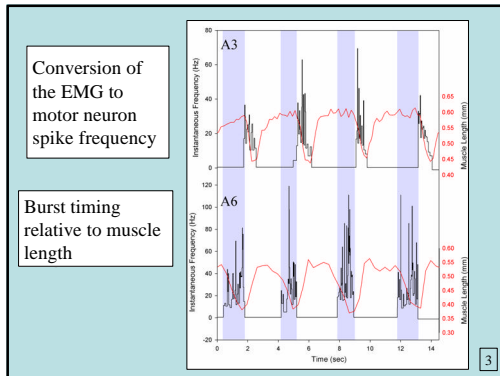 Conversion of
the EMG to
motor neuron
spike frequency
Burst timing
relative to muscle
length
A3
Instantaneous Frequency (Hz)
80
60
40
20
0
Muscle Length (mm)
0.65
0.60
0.55
0.50
0.45
0.40
A6
Instantaneous Frequency (Hz)
120
100
80
60
40
20
0
Muscle Length (mm)
0.60
0.55
0.50
0.45
0.40
0.35
0.30
0 2 4 6 8 10 12 14
Time (sec)
3